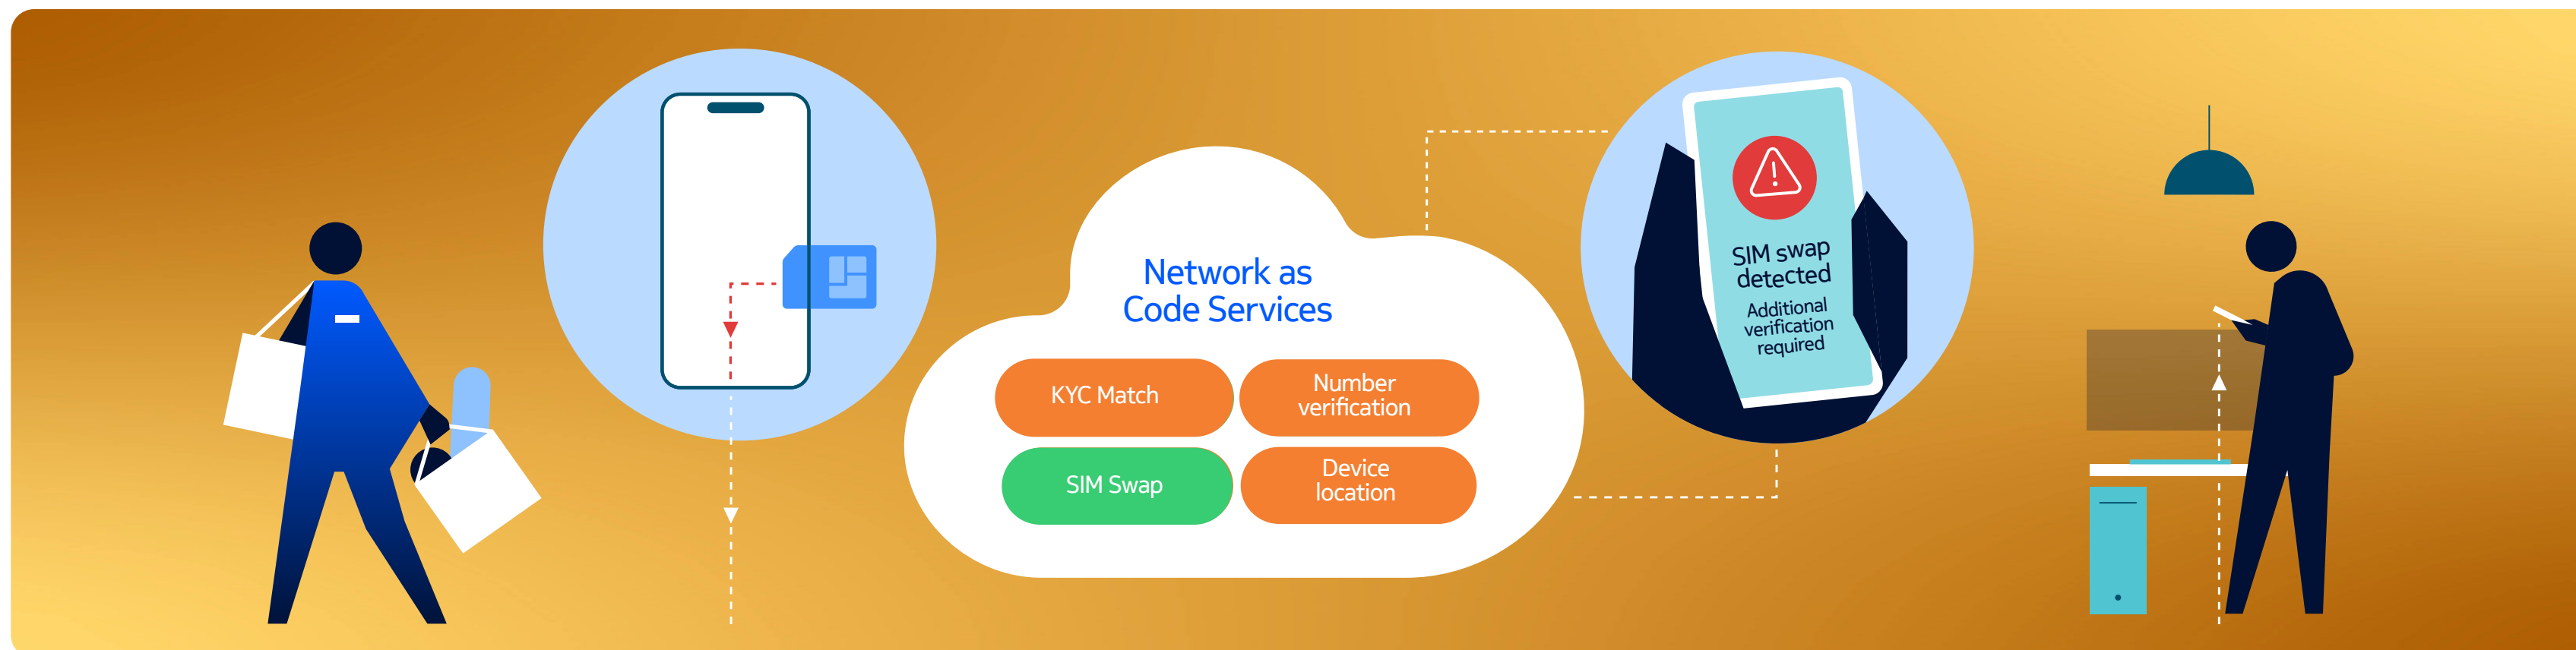 Network as
Code Services
KYC Match
Number
verification
SIM Swap
Device
location
SIM swap
detected
Additional
verification
required